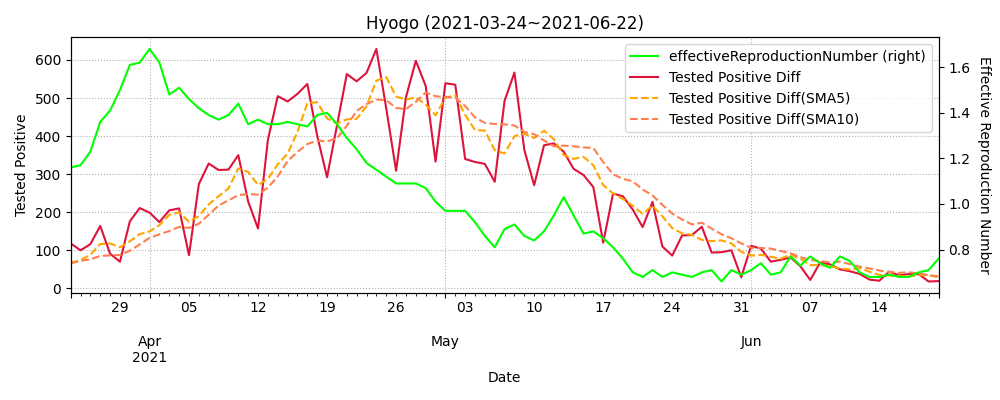 Hyogo (2021-03-24~2021-06-22)
effectiveReproductionNumber (right)
Tested Positive Diff
Tested Positive Diff(SMA5)
Tested Positive Diff(SMA10)
Tested Positive
600
500
400
300
200
100
0
1.6
1.4
1.2
1.0
0.8
Effective Reproduction Number
29 05 12 19 26 03 10 17 24 31 07 14
Apr May Jun
2021
Date